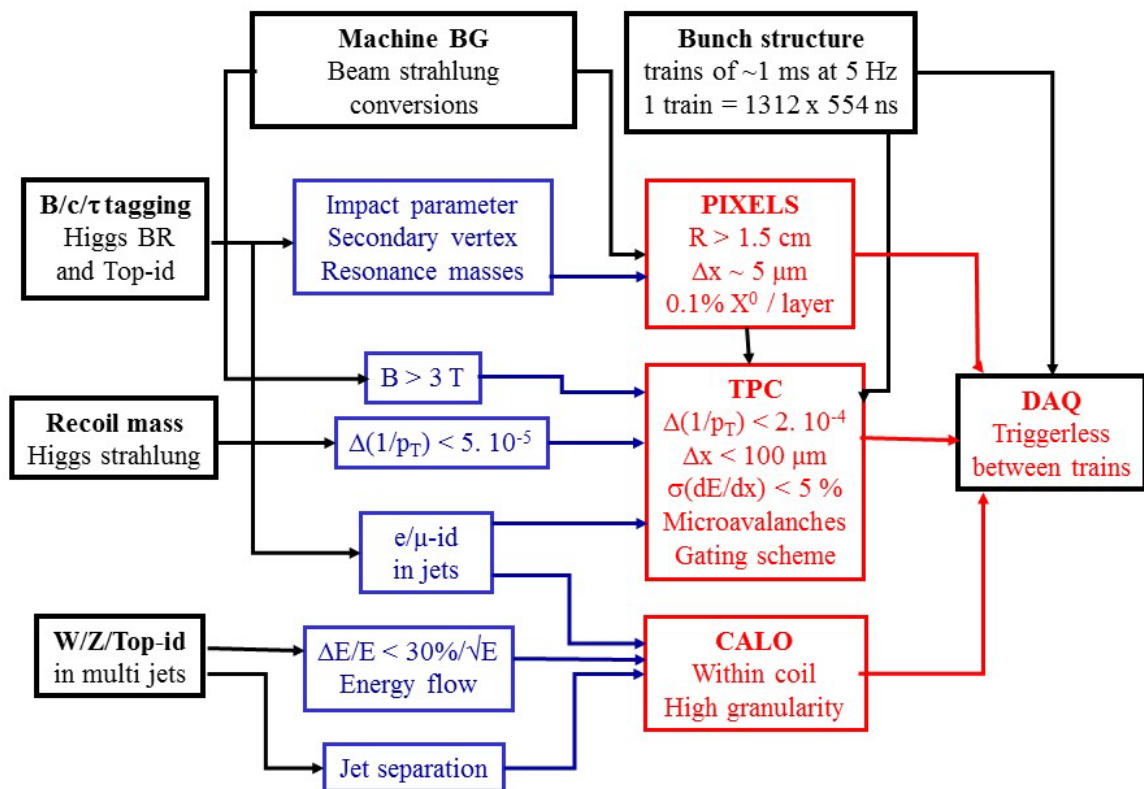 Machine BG
Beam strahlung
conversions
Bunch structure
trains of ~1 ms at 5 Hz
1 train = 1312 x 554 ns
B/c/τ tagging
Higgs BR
and Top-id
Impact parameter
Secondary vertex
Resonance masses
PIXELS
R > 1.5 cm
Δx ~ 5 μm
0.1% X⁰ / layer
B > 3 T
Recoil mass
Higgs strahlung
Δ(1/p_T) < 5. 10⁻⁵
TPC
Δ(1/p_T) < 2. 10⁻⁴
Δx < 100 μm
σ(dE/dx) < 5 %
Microavalanches
Gating scheme
DAQ
Triggerless
between trains
e/μ-id
in jets
W/Z/Top-id
in multi jets
ΔE/E < 30%/√E
Energy flow
CALO
Within coil
High granularity
Jet separation